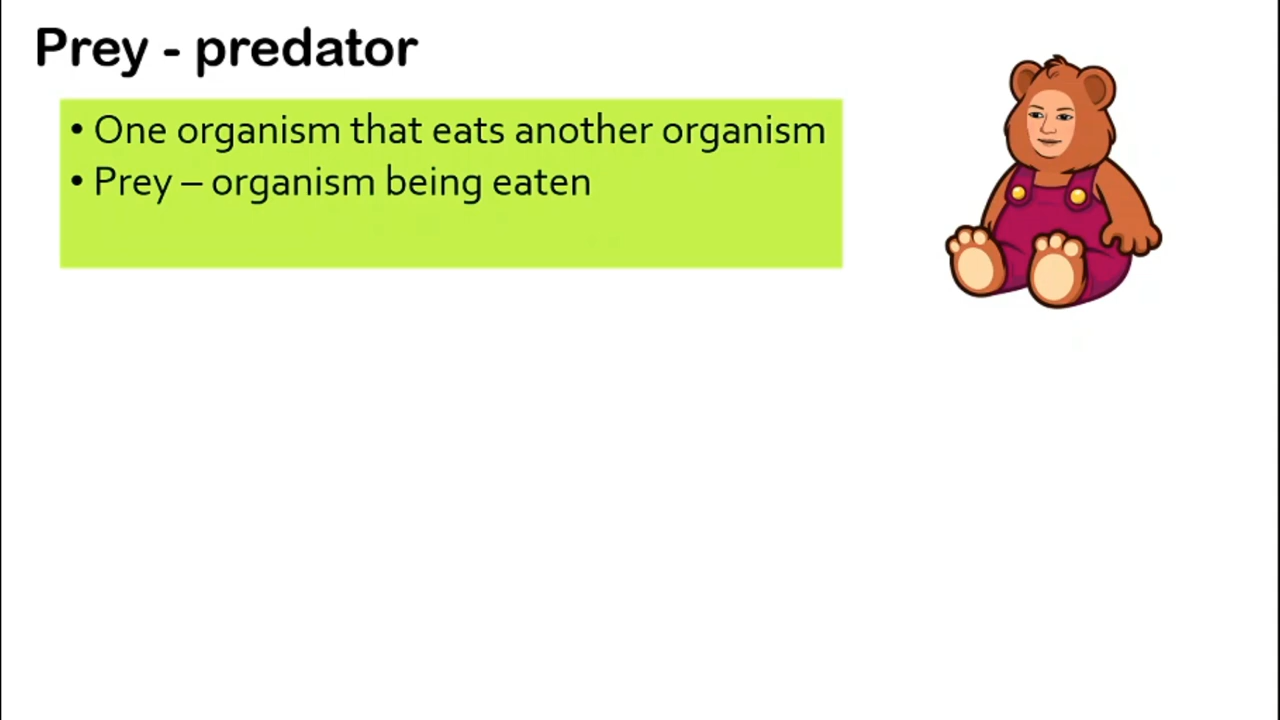 Prey - predator
• One organism that eats another organism
• Prey – organism being eaten